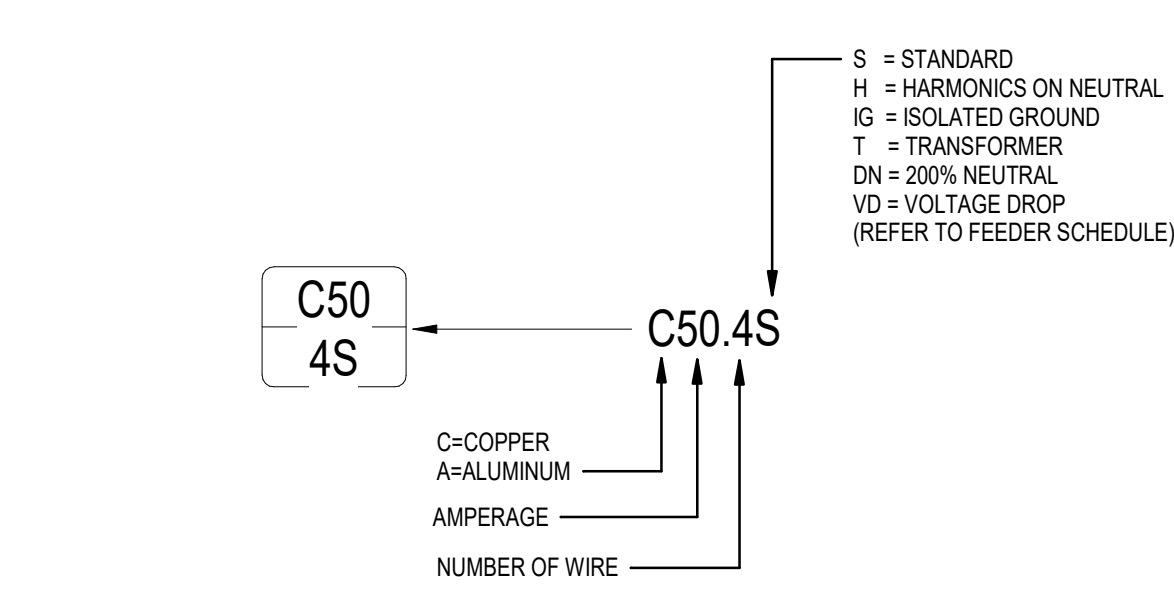 S = STANDARD
H = HARMONICS ON NEUTRAL
IG = ISOLATED GROUND
T = TRANSFORMER
DN = 200% NEUTRAL
VD = VOLTAGE DROP
(REFER TO FEEDER SCHEDULE)
C50
4S
C50.4S
C=COPPER
A=ALUMINUM
AMPERAGE
NUMBER OF WIRE